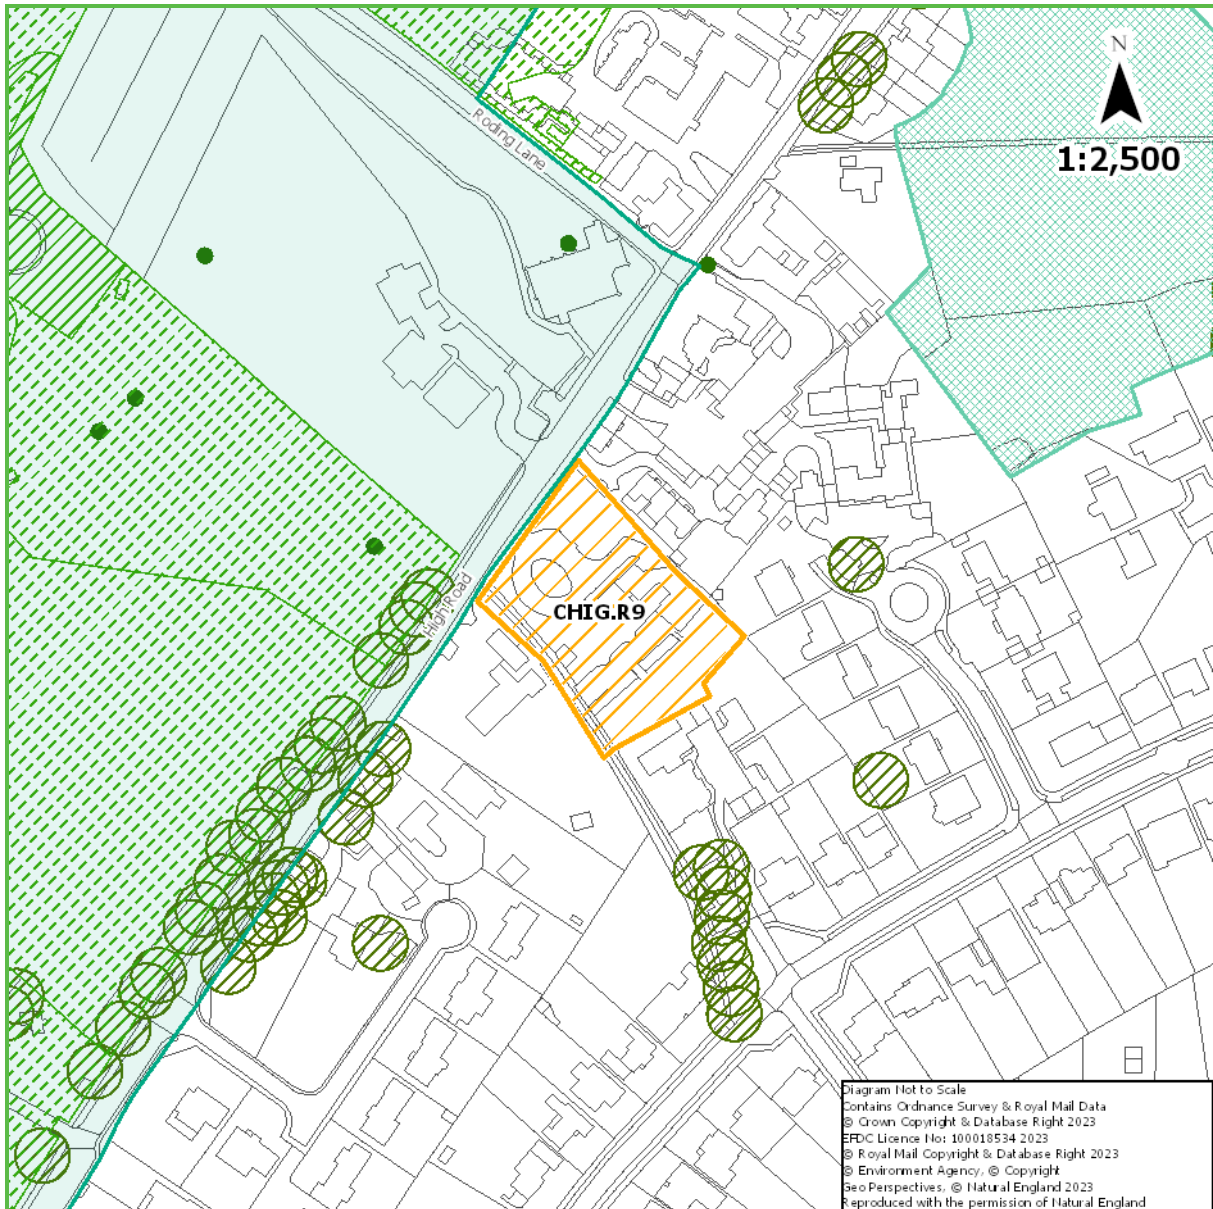 N
1:2,500
Roding Lane
High Road
CHIG.R9
Diagram Not to Scale
Contains Ordnance Survey & Royal Mail Data
© Crown Copyright & Database Right 2023
EFDC Licence No: 100018534 2023
© Royal Mail Copyright & Database Right 2023
© Environment Agency, © Copyright
Geo Perspectives, © Natural England 2023
Reproduced with the permission of Natural England